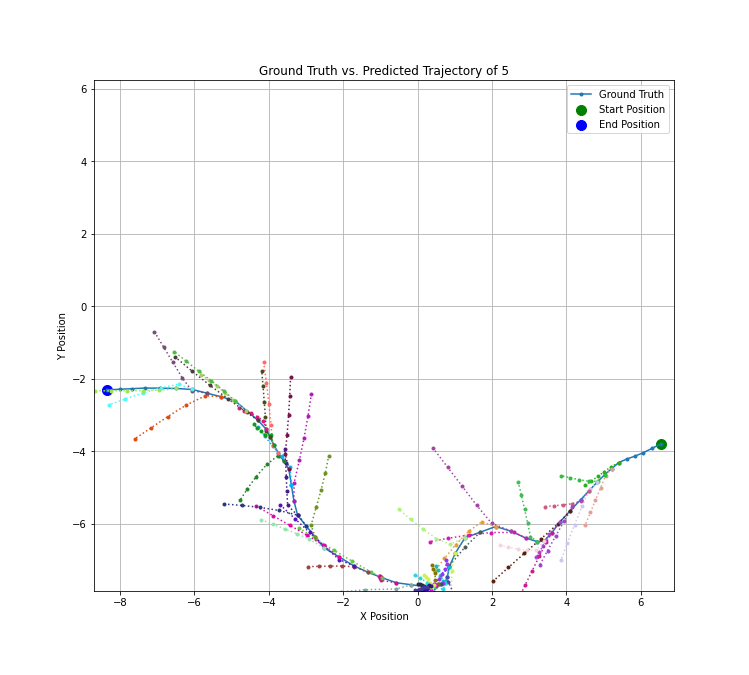 Ground Truth vs. Predicted Trajectory of 5
Ground Truth
Start Position
End Position
6
4
2
0
−2
−4
−6
Y Position
−8
−6
−4
−2
0
2
4
6
X Position